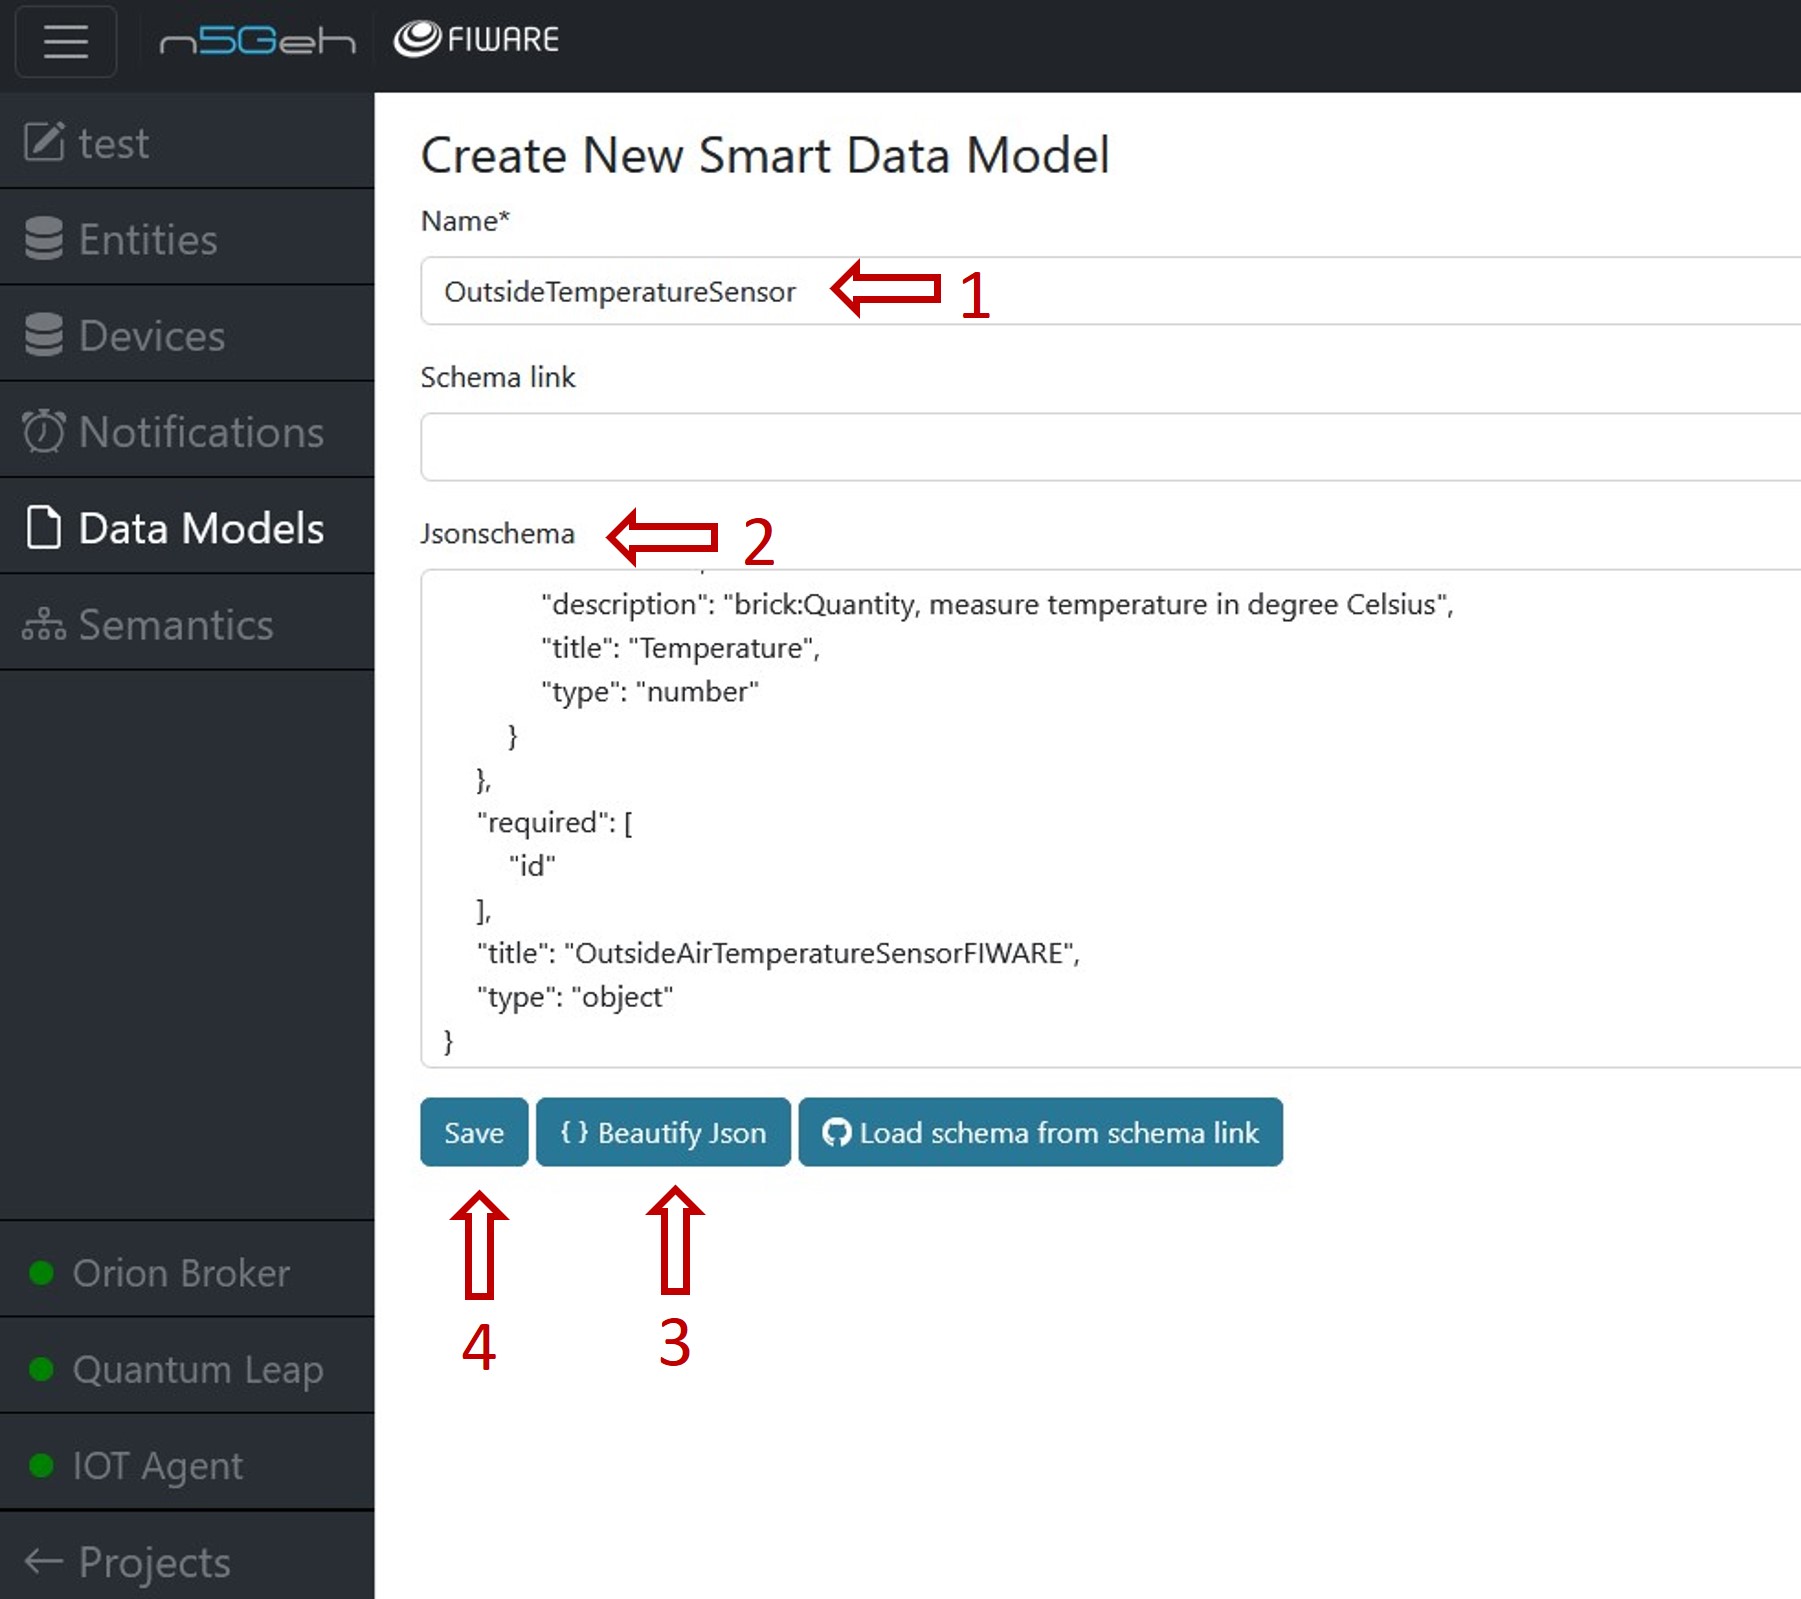 n5Geh FIWARE
test
Entities
Devices
Notifications
Data Models
Semantics
Orion Broker
Quantum Leap
IOT Agent
Projects
Create New Smart Data Model
Name*
OutsideTemperatureSensor 1
Schema link
Jsonschema 2
"description": "brick:Quantity, measure temperature in degree Celsius",
"title": "Temperature",
"type": "number"
}
},
"required": [
"id"
],
"title": "OutsideAirTemperatureSensorFIWARE",
"type": "object"
}
Save { } Beautify Json Load schema from schema link
4 3